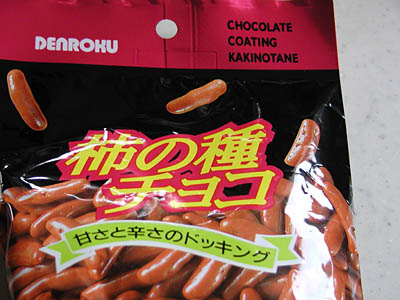 DENROKU
CHOCOLATE
COATING
KAKINOTANE
柿の種
チョコ
甘さと辛さのドッキング